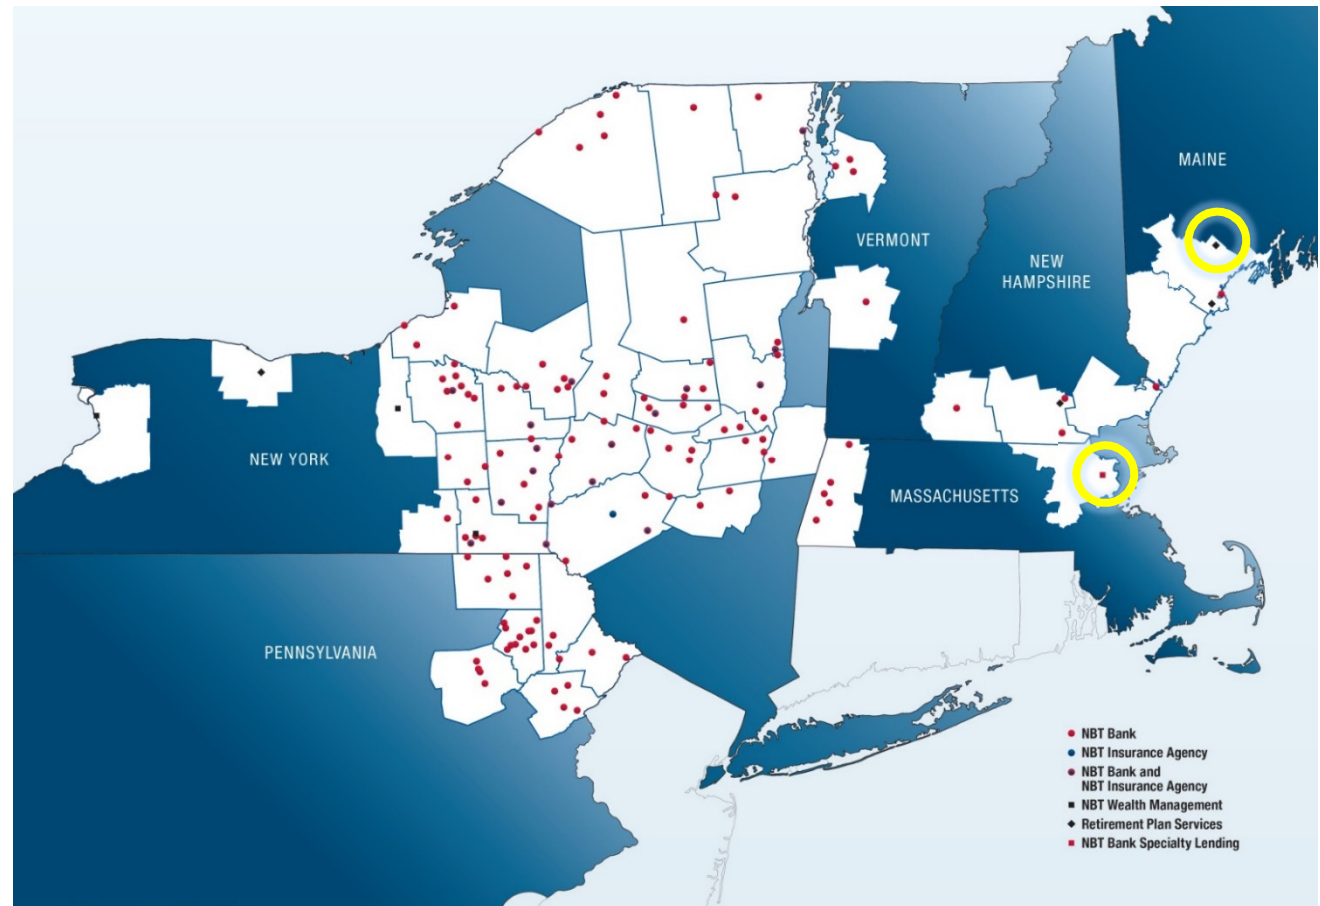 MAINE
VERMONT
NEW
HAMPSHIRE
NEW YORK
MASSACHUSETTS
PENNSYLVANIA
NBT Bank
NBT Insurance Agency
NBT Bank and
NBT Insurance Agency
NBT Wealth Management
Retirement Plan Services
NBT Bank Specialty Lending